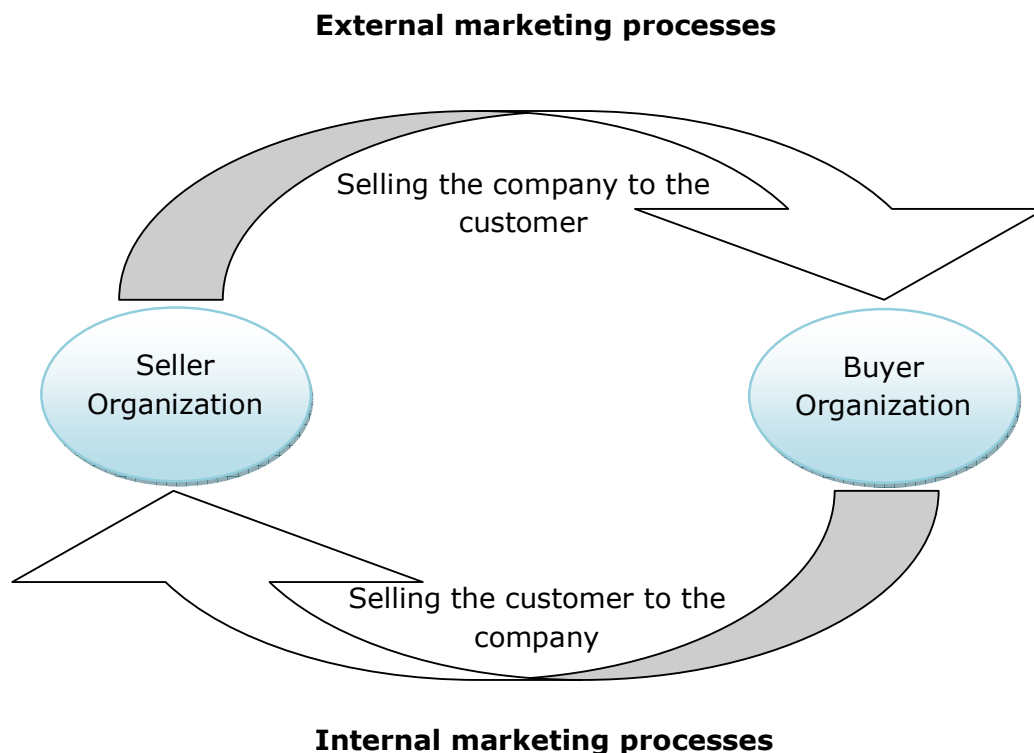 External marketing processes
Selling the company to the
customer
Seller
Organization
Buyer
Organization
Selling the customer to the
company
Internal marketing processes